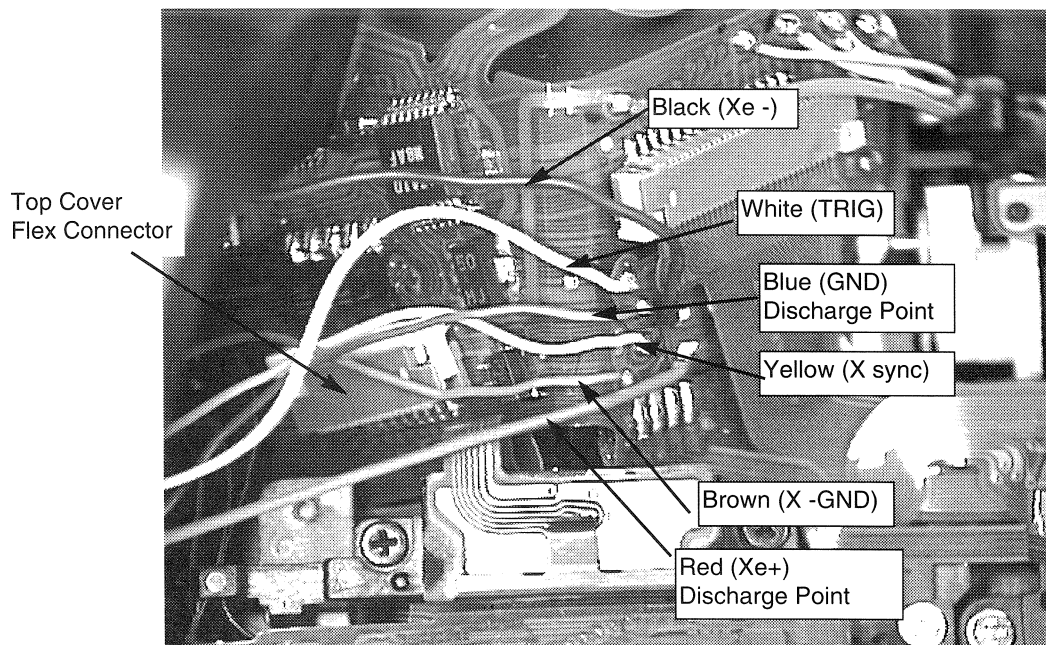 Black (Xe -)
White (TRIG)
Top Cover
Flex Connector
Blue (GND)
Discharge Point
Yellow (X sync)
Brown (X -GND)
Red (Xe+)
Discharge Point